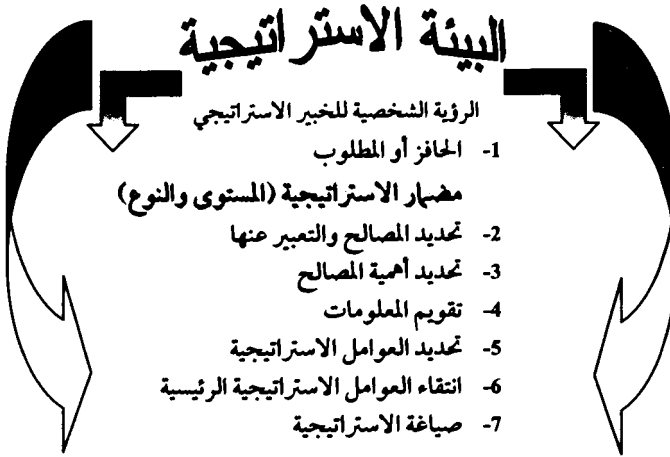 البيئة الاستراتيجية
الرؤية الشخصية للخبير الاستراتيجي
1- الحافز أو المطلوب
مضمار الاستراتيجية (المستوى والنوع)
2- تحديد المصالح والتعبير عنها
3- تحديد أهمية المصالح
4- تقويم المعلومات
5- تحديد العوامل الاستراتيجية
6- انتقاء العوامل الاستراتيجية الرئيسية
7- صياغة الاستراتيجية